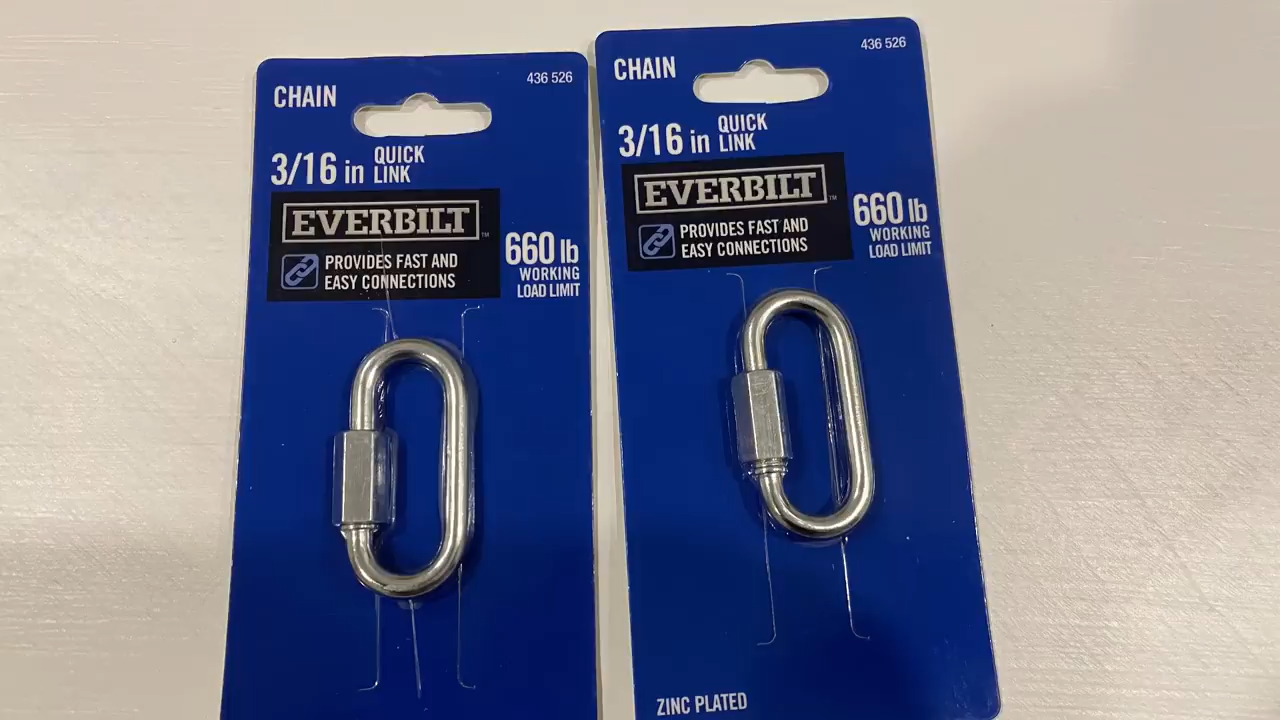 CHAIN
436 526
3/16 in QUICK LINK
EVERBILT™
PROVIDES FAST AND
EASY CONNECTIONS
660 lb
WORKING
LOAD LIMIT
CHAIN
436 526
3/16 in QUICK LINK
EVERBILT™
PROVIDES FAST AND
EASY CONNECTIONS
660 lb
WORKING
LOAD LIMIT
ZINC PLATED